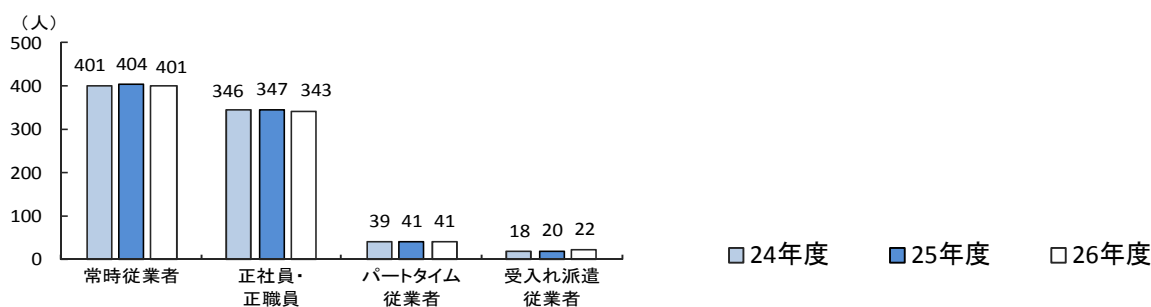 （人）
500
400
300
200
100
0
401 404 401
346 347 343
39 41 41
18 20 22
常時従業者
正社員・
正職員
パートタイム
従業者
受入れ派遣
従業者
24年度 25年度 26年度